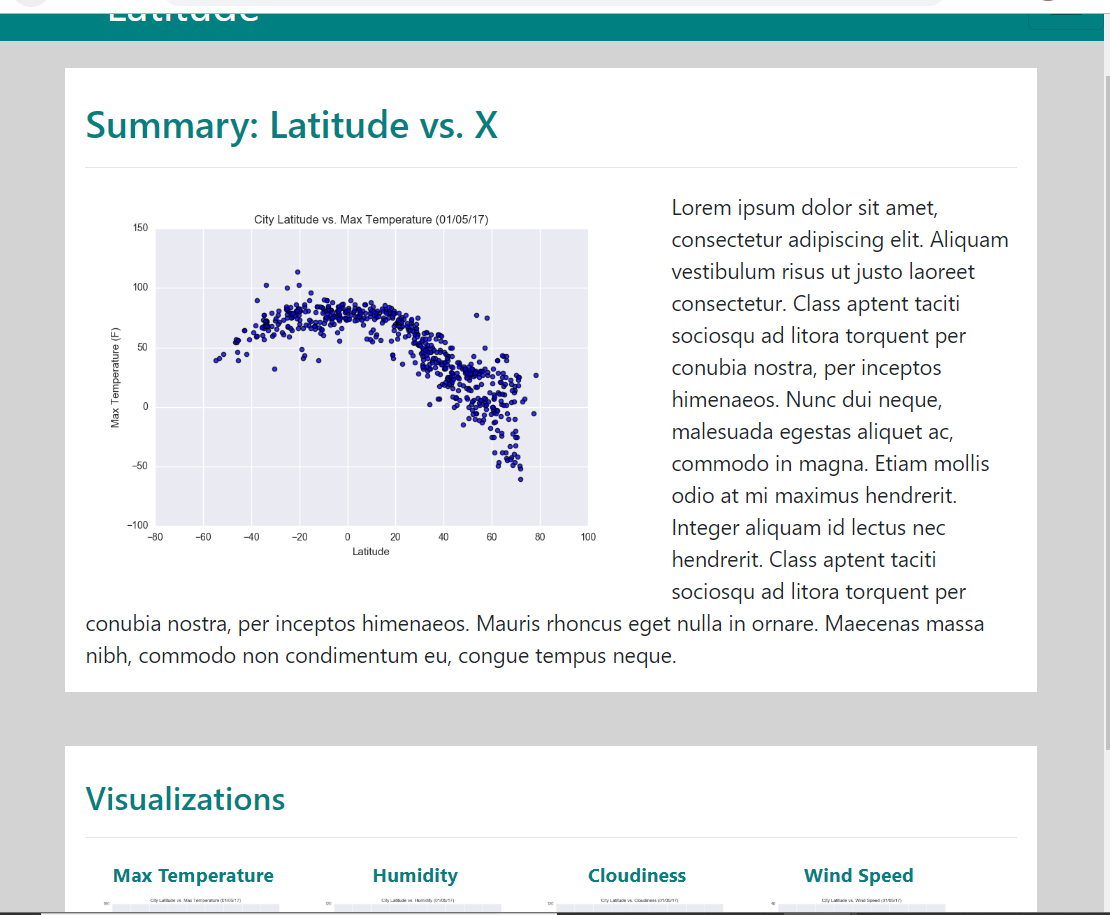 Latitude
Summary: Latitude vs. X
City Latitude vs. Max Temperature (01/05/17)
150
100
50
0
−50
−100
Max Temperature (F)
−80 −60 −40 −20 0 20 40 60 80 100
Latitude
Lorem ipsum dolor sit amet,
consectetur adipiscing elit. Aliquam
vestibulum risus ut justo laoreet
consectetur. Class aptent taciti
sociosqu ad litora torquent per
conubia nostra, per inceptos
himenaeos. Nunc dui neque,
malesuada egestas aliquet ac,
commodo in magna. Etiam mollis
odio at mi maximus hendrerit.
Integer aliquam id lectus nec
hendrerit. Class aptent taciti
sociosqu ad litora torquent per
conubia nostra, per inceptos himenaeos. Mauris rhoncus eget nulla in ornare. Maecenas massa
nibh, commodo non condimentum eu, congue tempus neque.
Visualizations
Max Temperature Humidity Cloudiness Wind Speed
City Latitude vs. Max Temperature (01/05/17) City Latitude vs. Humidity (01/05/17) City Latitude vs. Cloudiness (01/05/17) City Latitude vs. Wind Speed (01/05/17)